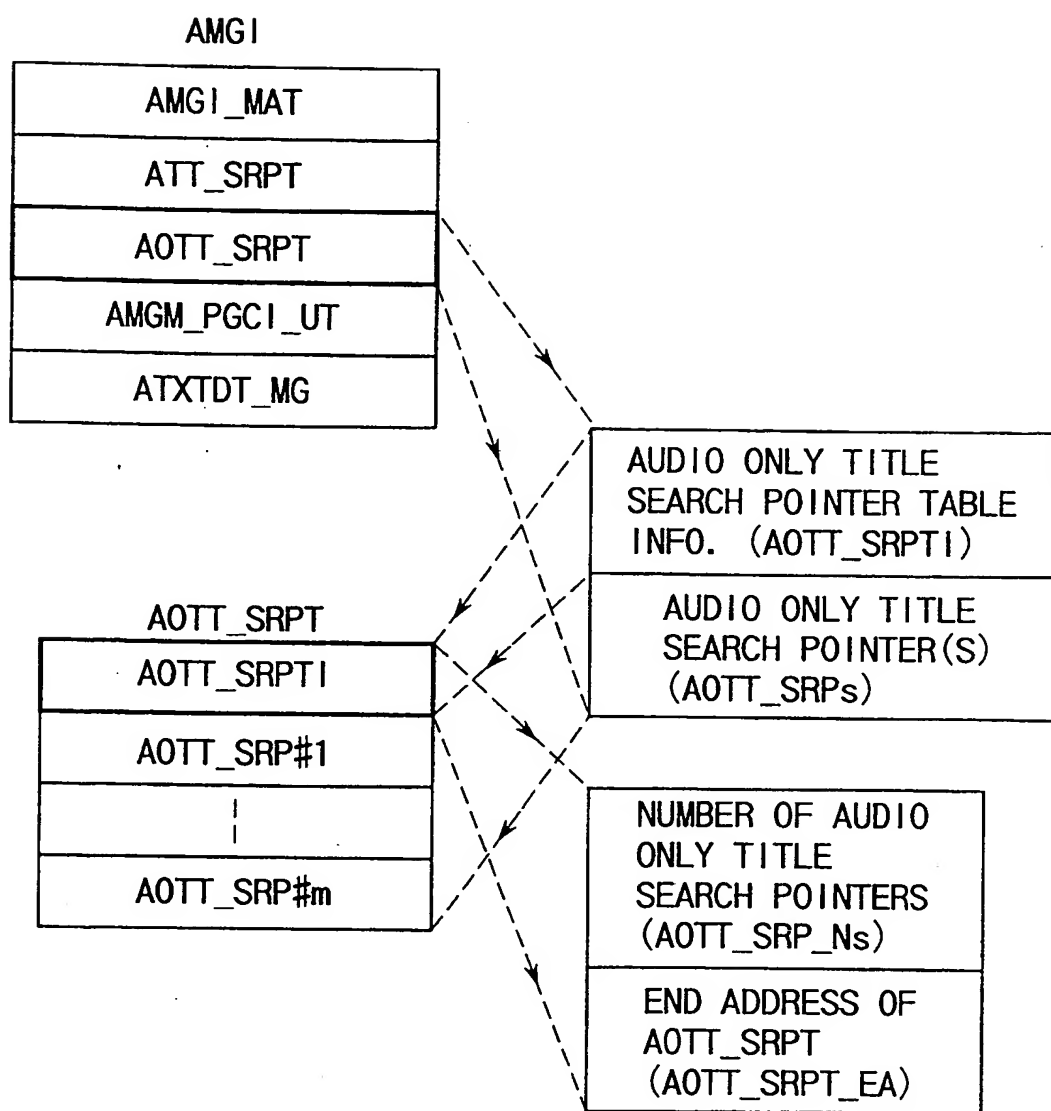 AMGI
AMGI_MAT
ATT_SRPT
AOTT_SRPT
AMGM_PGCI_UT
ATXTDT_MG
AUDIO ONLY TITLE
SEARCH POINTER TABLE
INFO. (AOTT_SRPTI)
AUDIO ONLY TITLE
SEARCH POINTER(S)
(AOTT_SRPs)
AOTT_SRPT
AOTT_SRPTI
AOTT_SRP#1
AOTT_SRP#m
NUMBER OF AUDIO
ONLY TITLE
SEARCH POINTERS
(AOTT_SRP_Ns)
END ADDRESS OF
AOTT_SRPT
(AOTT_SRPT_EA)